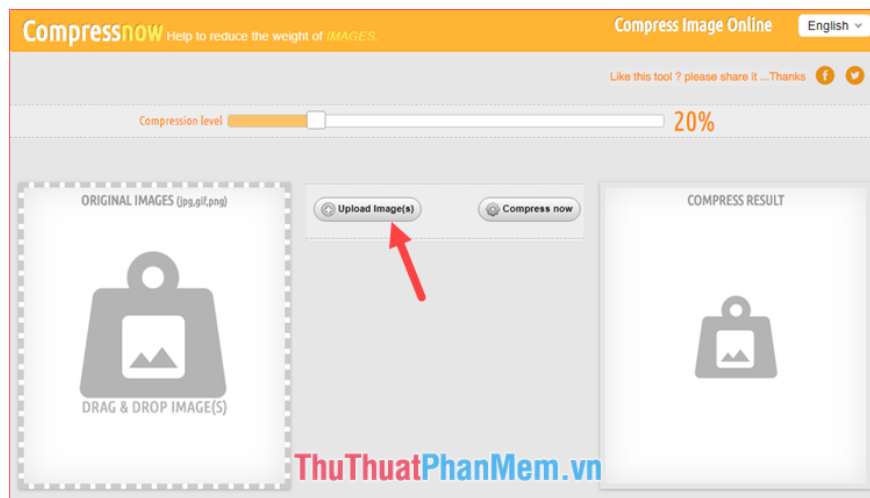 Compressnow Help to reduce the weight of IMAGES.
Compress Image Online
English
Like this tool ? please share it ...Thanks
Compression level
20%
ORIGINAL IMAGES (jpg,gif,png)
Upload Image(s)
Compress now
COMPRESS RESULT
DRAG & DROP IMAGE(S)
ThuThuatPhanMem.vn